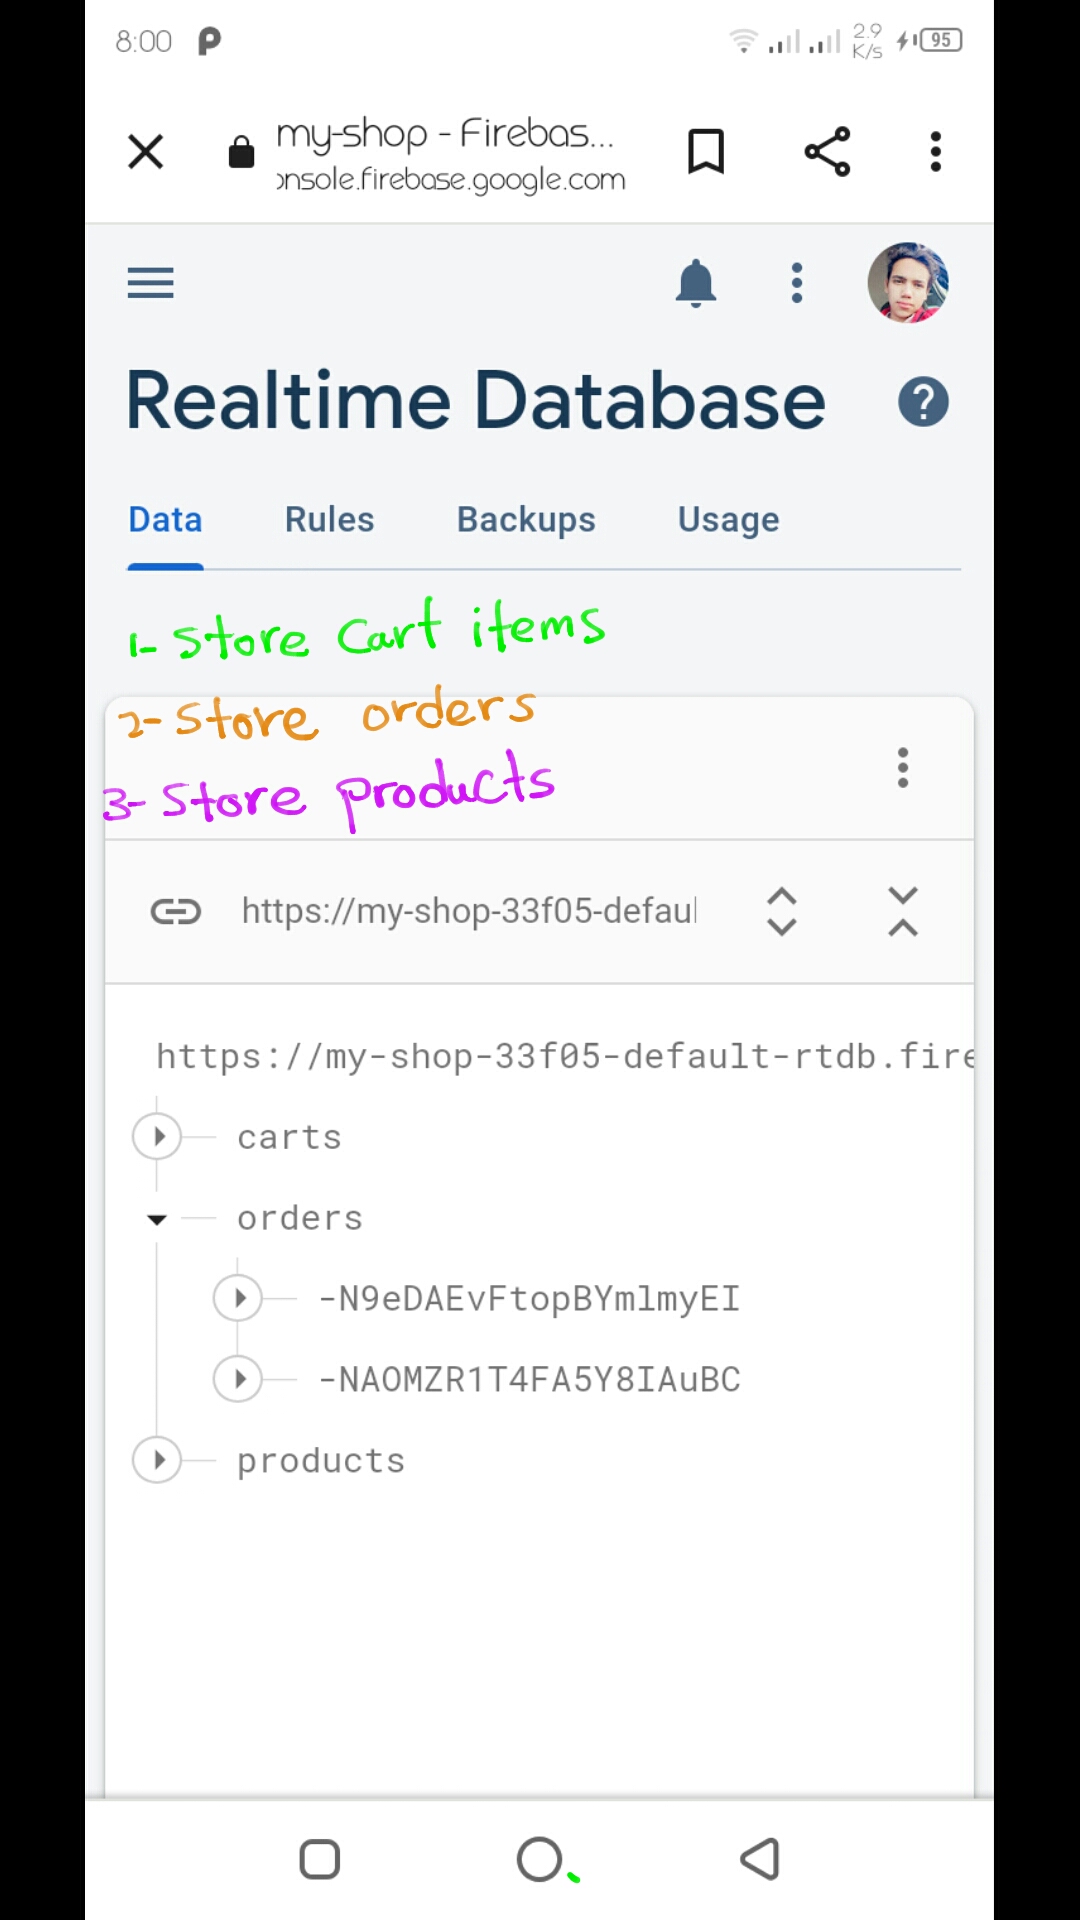 8:00
2.9
K/s
95
my-shop - Firebas...
onsole.firebase.google.com
Realtime Database
?
Data Rules Backups Usage
1- Store Cart items
2- Store orders
3- Store products
https://my-shop-33f05-defaul
https://my-shop-33f05-default-rtdb.fire
carts
orders
-N9eDAEvFtopBYmlmyEI
-NAOMZR1T4FA5Y8IAuBC
products